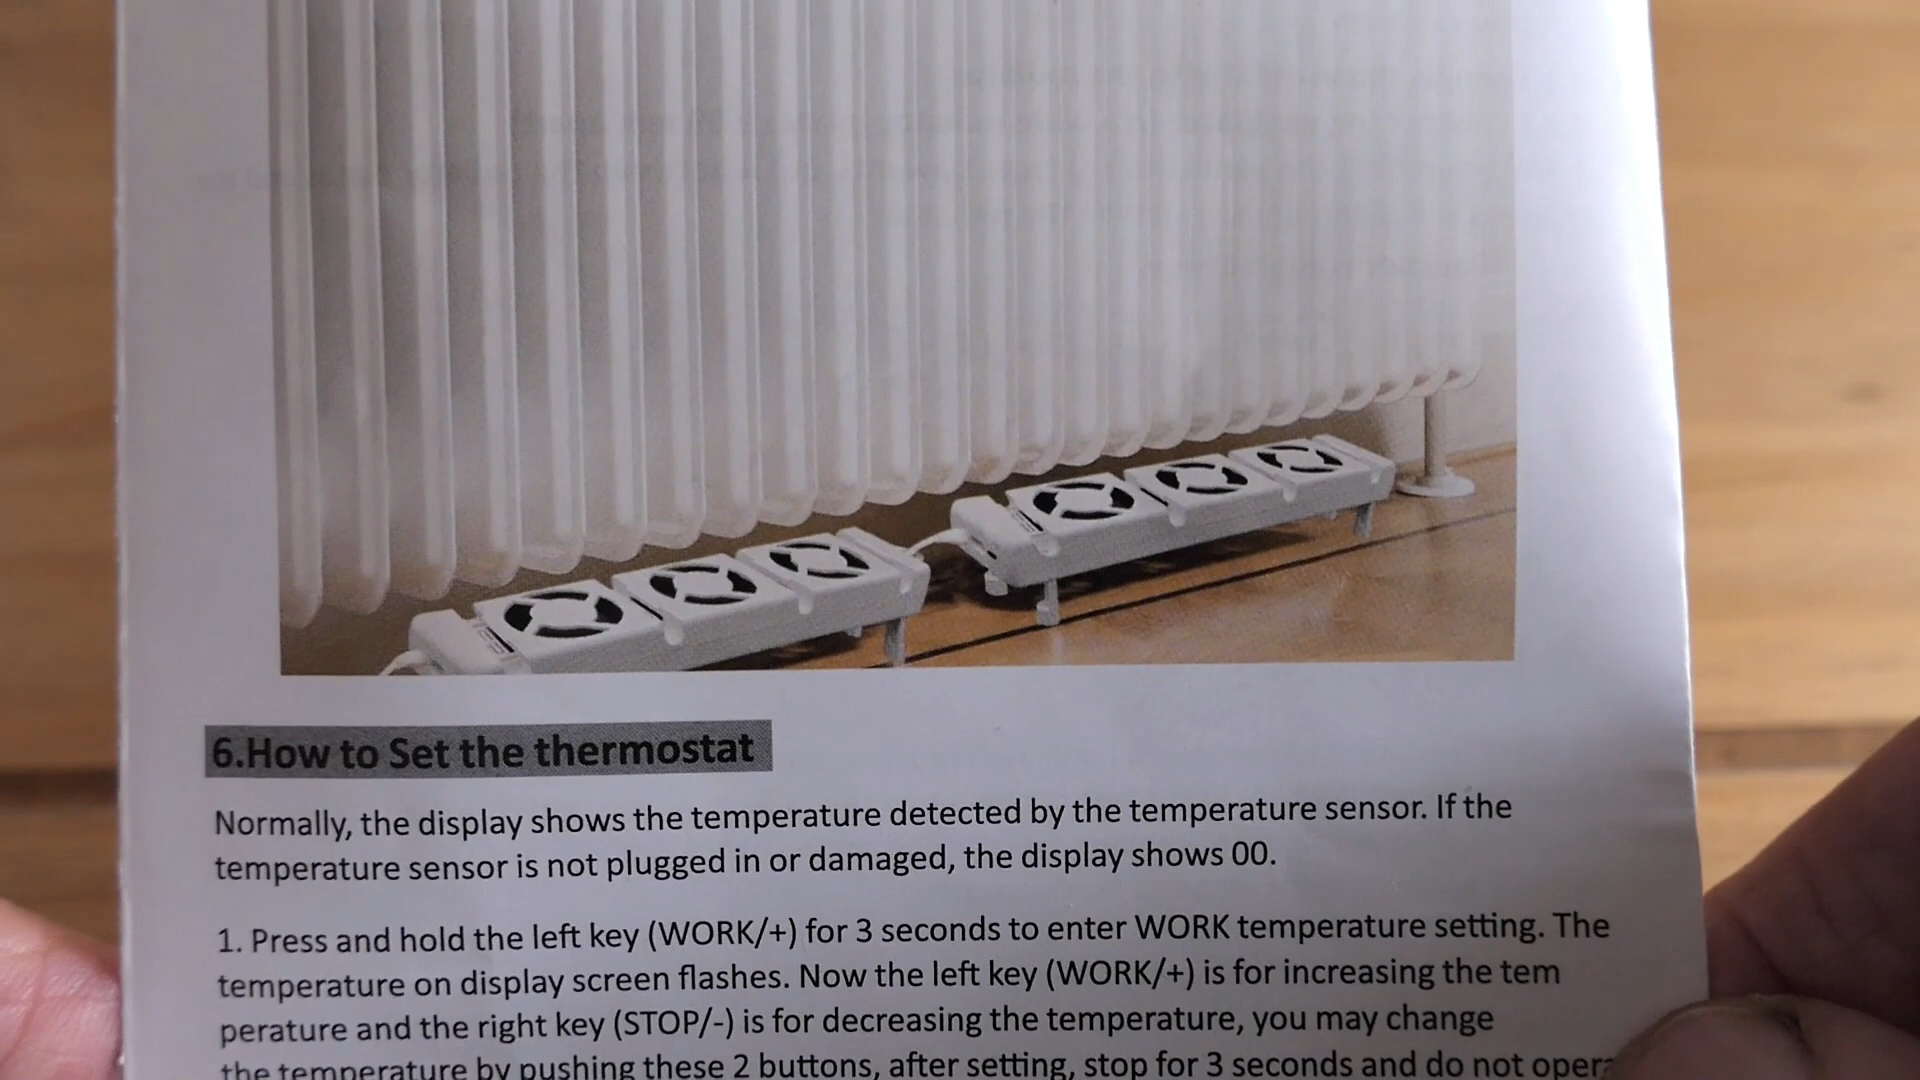 6.How to Set the thermostat
Normally, the display shows the temperature detected by the temperature sensor. If the
temperature sensor is not plugged in or damaged, the display shows 00.
1. Press and hold the left key (WORK/+) for 3 seconds to enter WORK temperature setting. The
temperature on display screen flashes. Now the left key (WORK/+) is for increasing the tem
perature and the right key (STOP/-) is for decreasing the temperature, you may change
the temperature by pushing these 2 buttons, after setting, stop for 3 seconds and do not